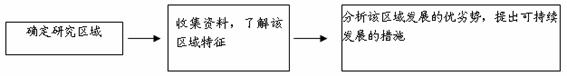 确定研究区域
收集资料，了解该
区域特征
分析该区域发展的优劣势，提出可持续
发展的措施